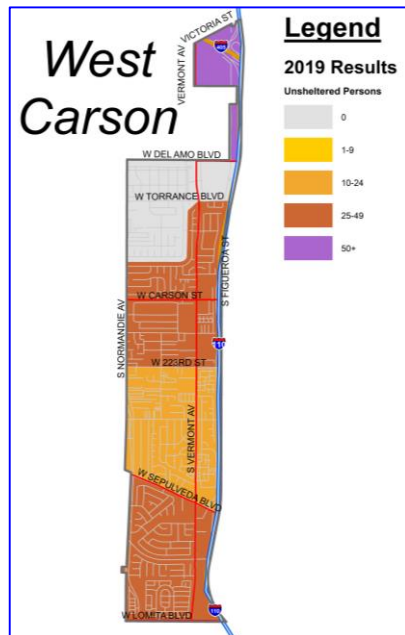 West
Carson
Legend
2019 Results
Unsheltered Persons
0
1-9
10-24
25-49
50+
VICTORIA ST
VERMONT AV
W DEL AMO BLVD
W TORRANCE BLVD
S FIGUEROA ST
W CARSON ST
S NORMANDIE AV
W 223RD ST
S VERMONT AV
W SEPULVEDA BLVD
W LOMITA BLVD
110